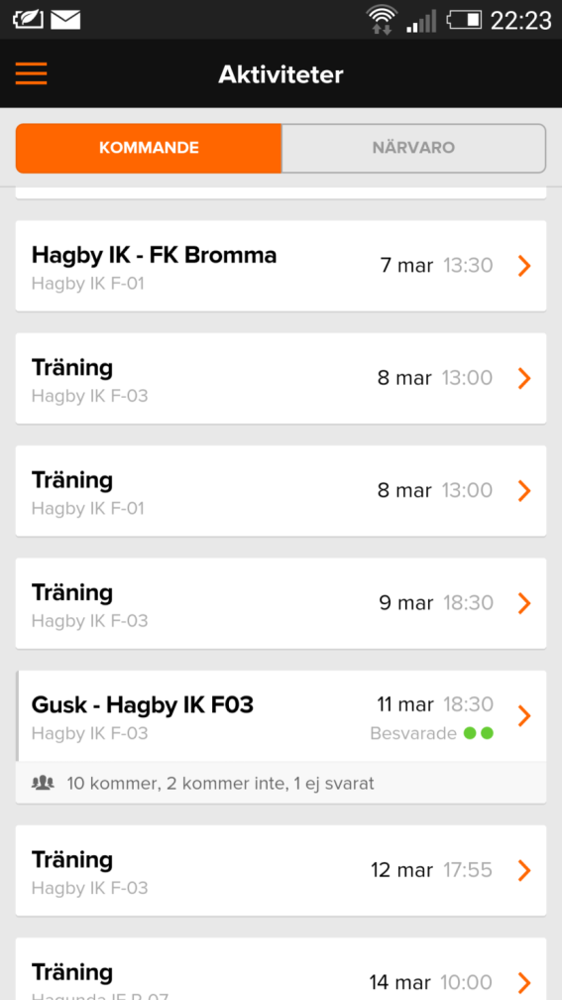 22:23
Aktiviteter
KOMMANDE
NÄRVARO
Hagby IK - FK Bromma
7 mar 13:30
Hagby IK F-01
Träning
8 mar 13:00
Hagby IK F-03
Träning
8 mar 13:00
Hagby IK F-01
Träning
9 mar 18:30
Hagby IK F-03
Gusk - Hagby IK F03
11 mar 18:30
Hagby IK F-03
Besvarade
10 kommer, 2 kommer inte, 1 ej svarat
Träning
12 mar 17:55
Hagby IK F-03
Träning
14 mar 10:00
Hagunda IF P-07